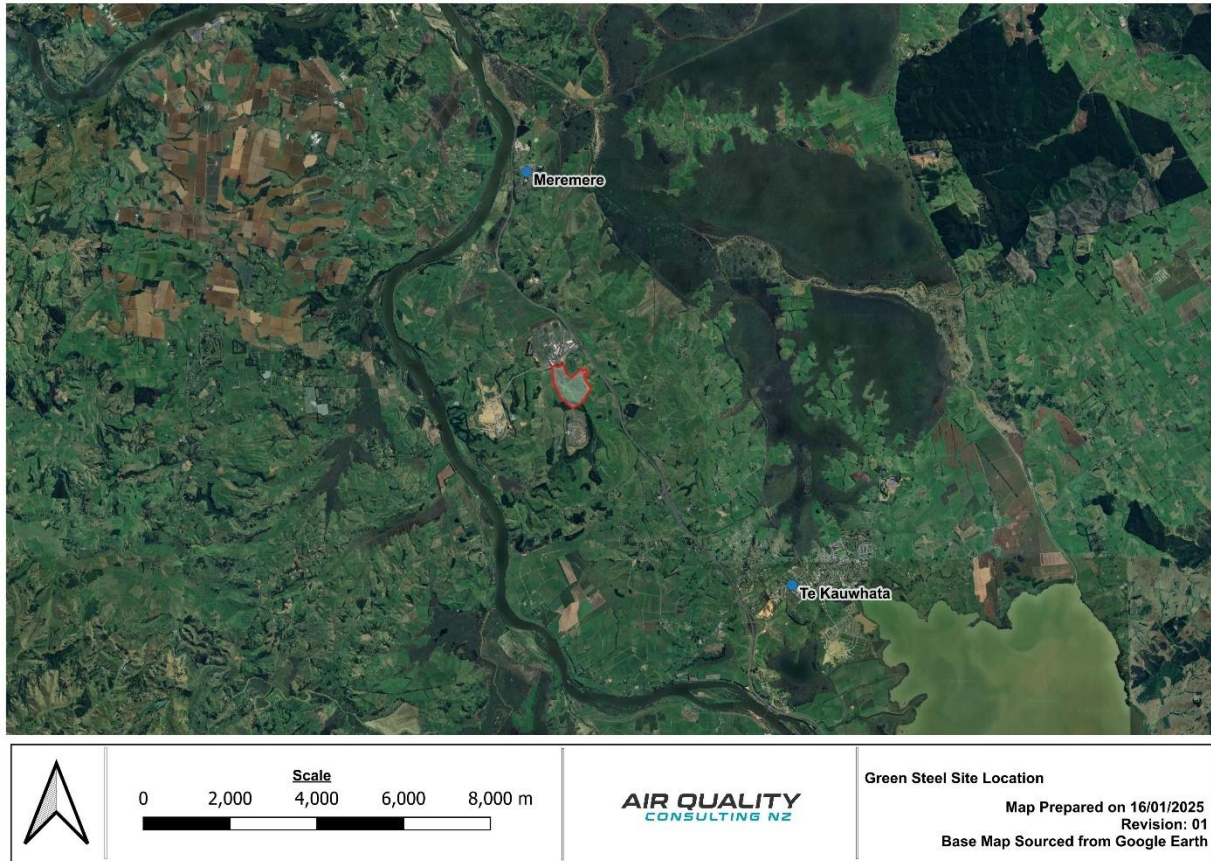 Meremere
Te Kauwhata
Scale
0 2,000 4,000 6,000 8,000 m
AIR QUALITY
CONSULTING NZ
Green Steel Site Location
Map Prepared on 16/01/2025
Revision: 01
Base Map Sourced from Google Earth